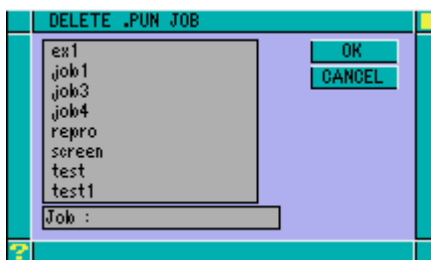 DELETE .PUN JOB
ex1
job1
job3
job4
repro
screen
test
test1
OK
CANCEL
Job :
?